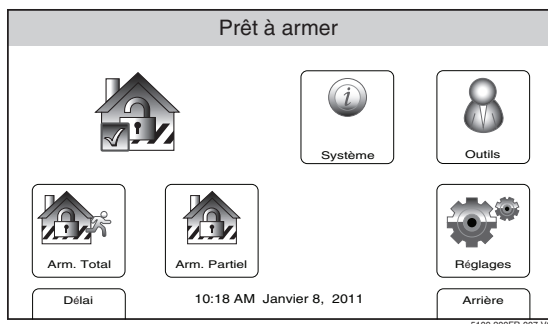 Prêt à armer
Système
Outils
Arm. Total
Arm. Partiel
Réglages
Délai
10:18 AM Janvier 8, 2011
Arrière